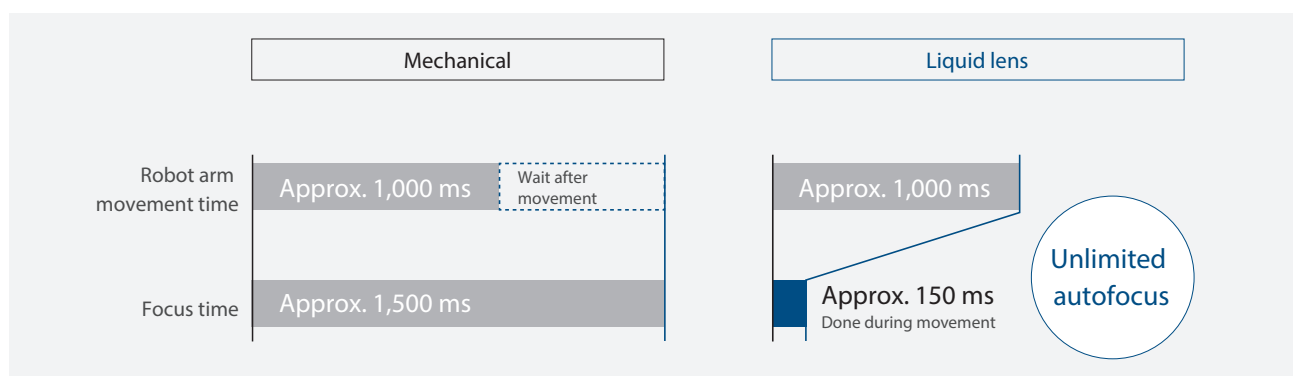 Mechanical
Liquid lens
Robot arm
movement time
Approx. 1,000 ms
Wait after
movement
Approx. 1,000 ms
Focus time
Approx. 1,500 ms
Approx. 150 ms
Done during movement
Unlimited
autofocus